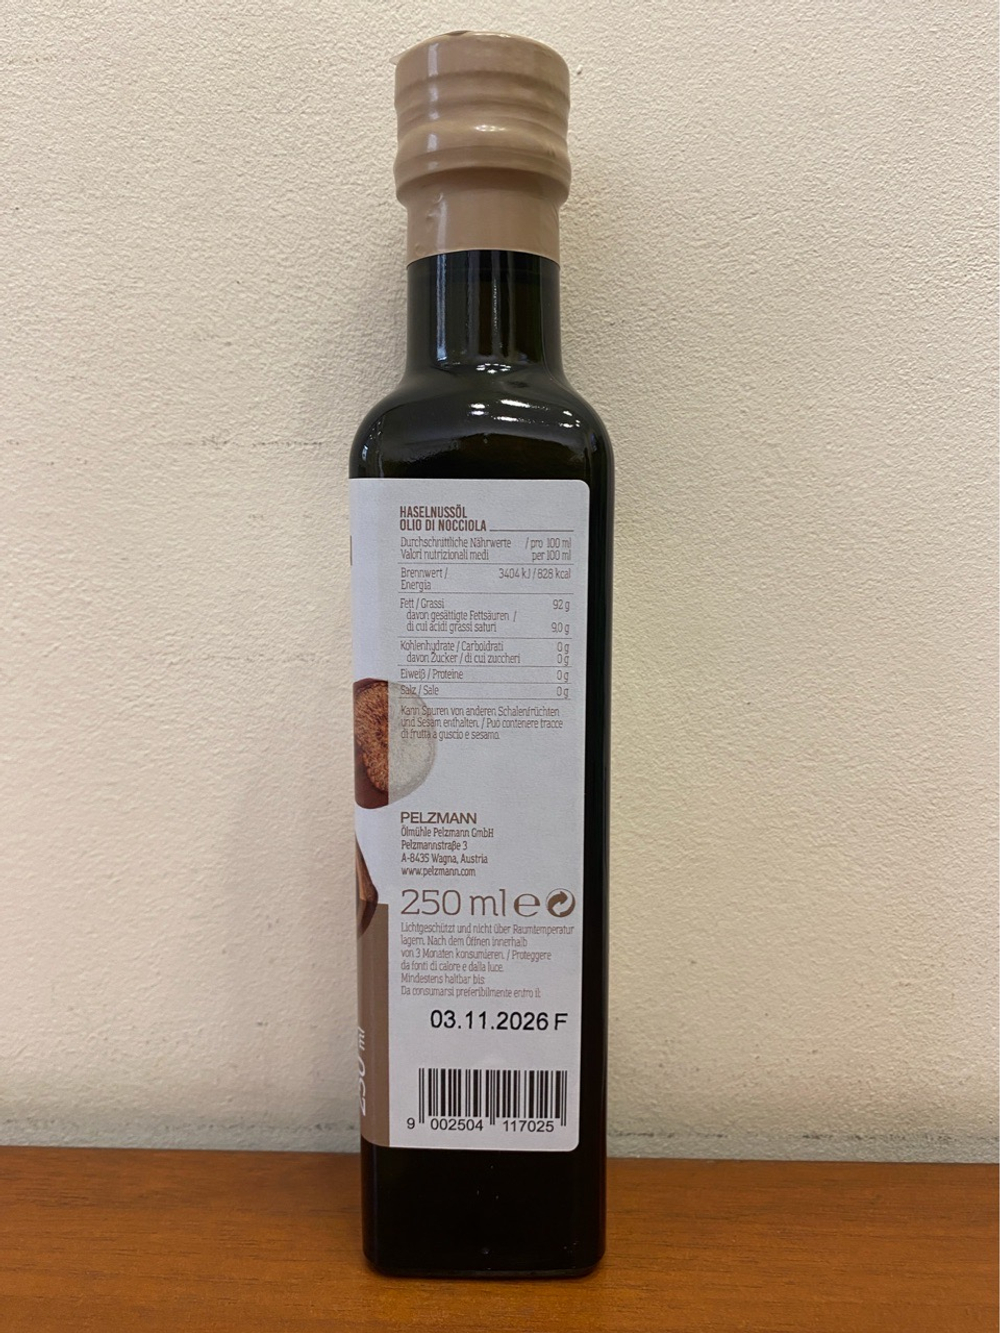 HASELNUSSÖL
OLIO DI NOCCIOLA
Durchschnittliche Nährwerte / pro 100 ml
Valori nutrizionali medi per 100 ml
Brennwert / 3404 kJ / 828 kcal
Energia
Fett / Grassi 92 g
davon gesättigte Fettsäuren /
di cui acidi grassi saturi 9,0 g
Kohlenhydrate / Carboidrati 0 g
davon Zucker / di cui zuccheri 0 g
Eiweiß / Proteine 0 g
Salz / Sale 0 g
Kann Spuren von anderen Schalenfrüchten
und Sesam enthalten. / Può contenere tracce
di frutta a guscio e sesamo.
PELZMANN
Ölmühle Pelzmann GmbH
Pelzmannstraße 3
A-8435 Wagna, Austria
www.pelzmann.com
250 ml e
Lichtgeschützt und nicht über Raumtemperatur
lagern. Nach dem Öffnen innerhalb
von 3 Monaten konsumieren. / Proteggere
da fonti di calore e dalla luce.
Mindestens haltbar bis:
Da consumarsi preferibilmente entro il:
03.11.2026 F
9 002504 117025
250 ml